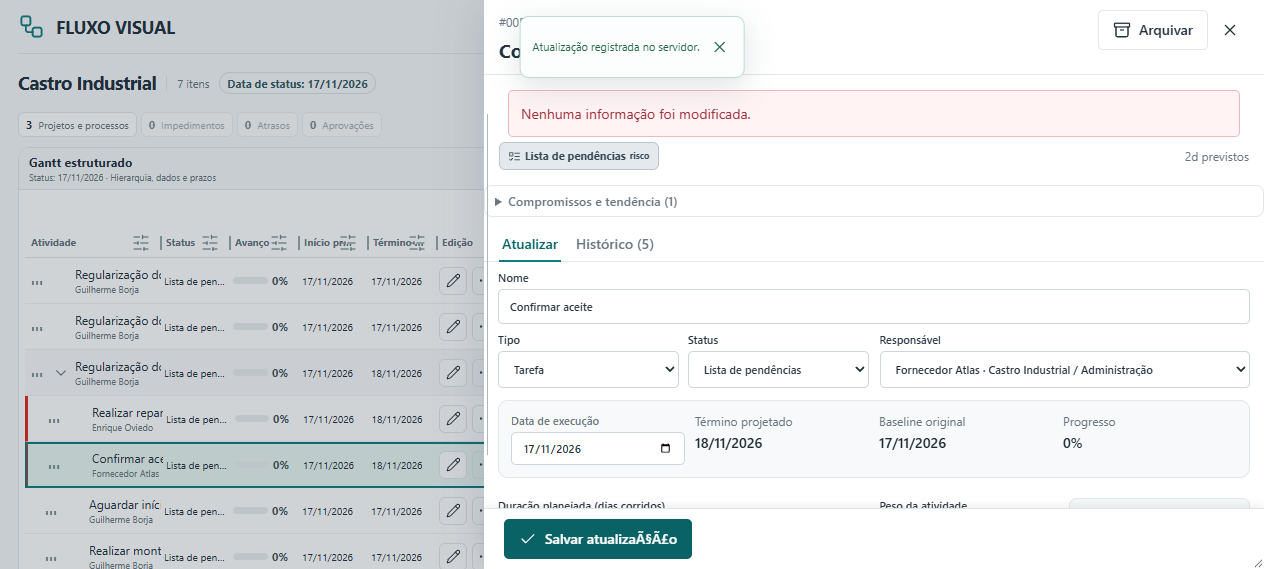 FLUXO VISUAL
Castro Industrial
7 itens
Data de status: 17/11/2026
3 Projetos e processos
0 Impedimentos
0 Atrasos
0 Aprovações
Gantt estruturado
Status: 17/11/2026 · Hierarquia, dados e prazos
Atividade Status Avanço Início Término Edição
Regularização
Guilherme Borja
Lista de pen... 0% 17/11/2026 17/11/2026
Regularização
Guilherme Borja
Lista de pen... 0% 17/11/2026 18/11/2026
Regularização
Guilherme Borja
Lista de pen... 0% 17/11/2026 18/11/2026
Realizar repar
Enrique Oviedo
Lista de pen... 0% 17/11/2026 18/11/2026
Confirmar ace
Fornecedor Atlas
Lista de pen... 0% 17/11/2026 18/11/2026
Aguardar iníc
Guilherme Borja
Lista de pen... 0% 17/11/2026 17/11/2026
Realizar mont
Guilherme Borja
Lista de pen... 0% 17/11/2026 17/11/2026
Co
Atualização registrada no servidor.
Arquivar
Nenhuma informação foi modificada.
Lista de pendências risco
2d previstos
Compromissos e tendência (1)
Atualizar
Histórico (5)
Nome
Confirmar aceite
Tipo
Status
Responsável
Tarefa
Lista de pendências
Fornecedor Atlas · Castro Industrial / Administração
Data de execução
Término projetado
Baseline original
Progresso
17/11/2026
18/11/2026
17/11/2026
0%
Duração planejada (dias corridos)
Peso da atividade
Salvar atualizaÃ§Ã£o